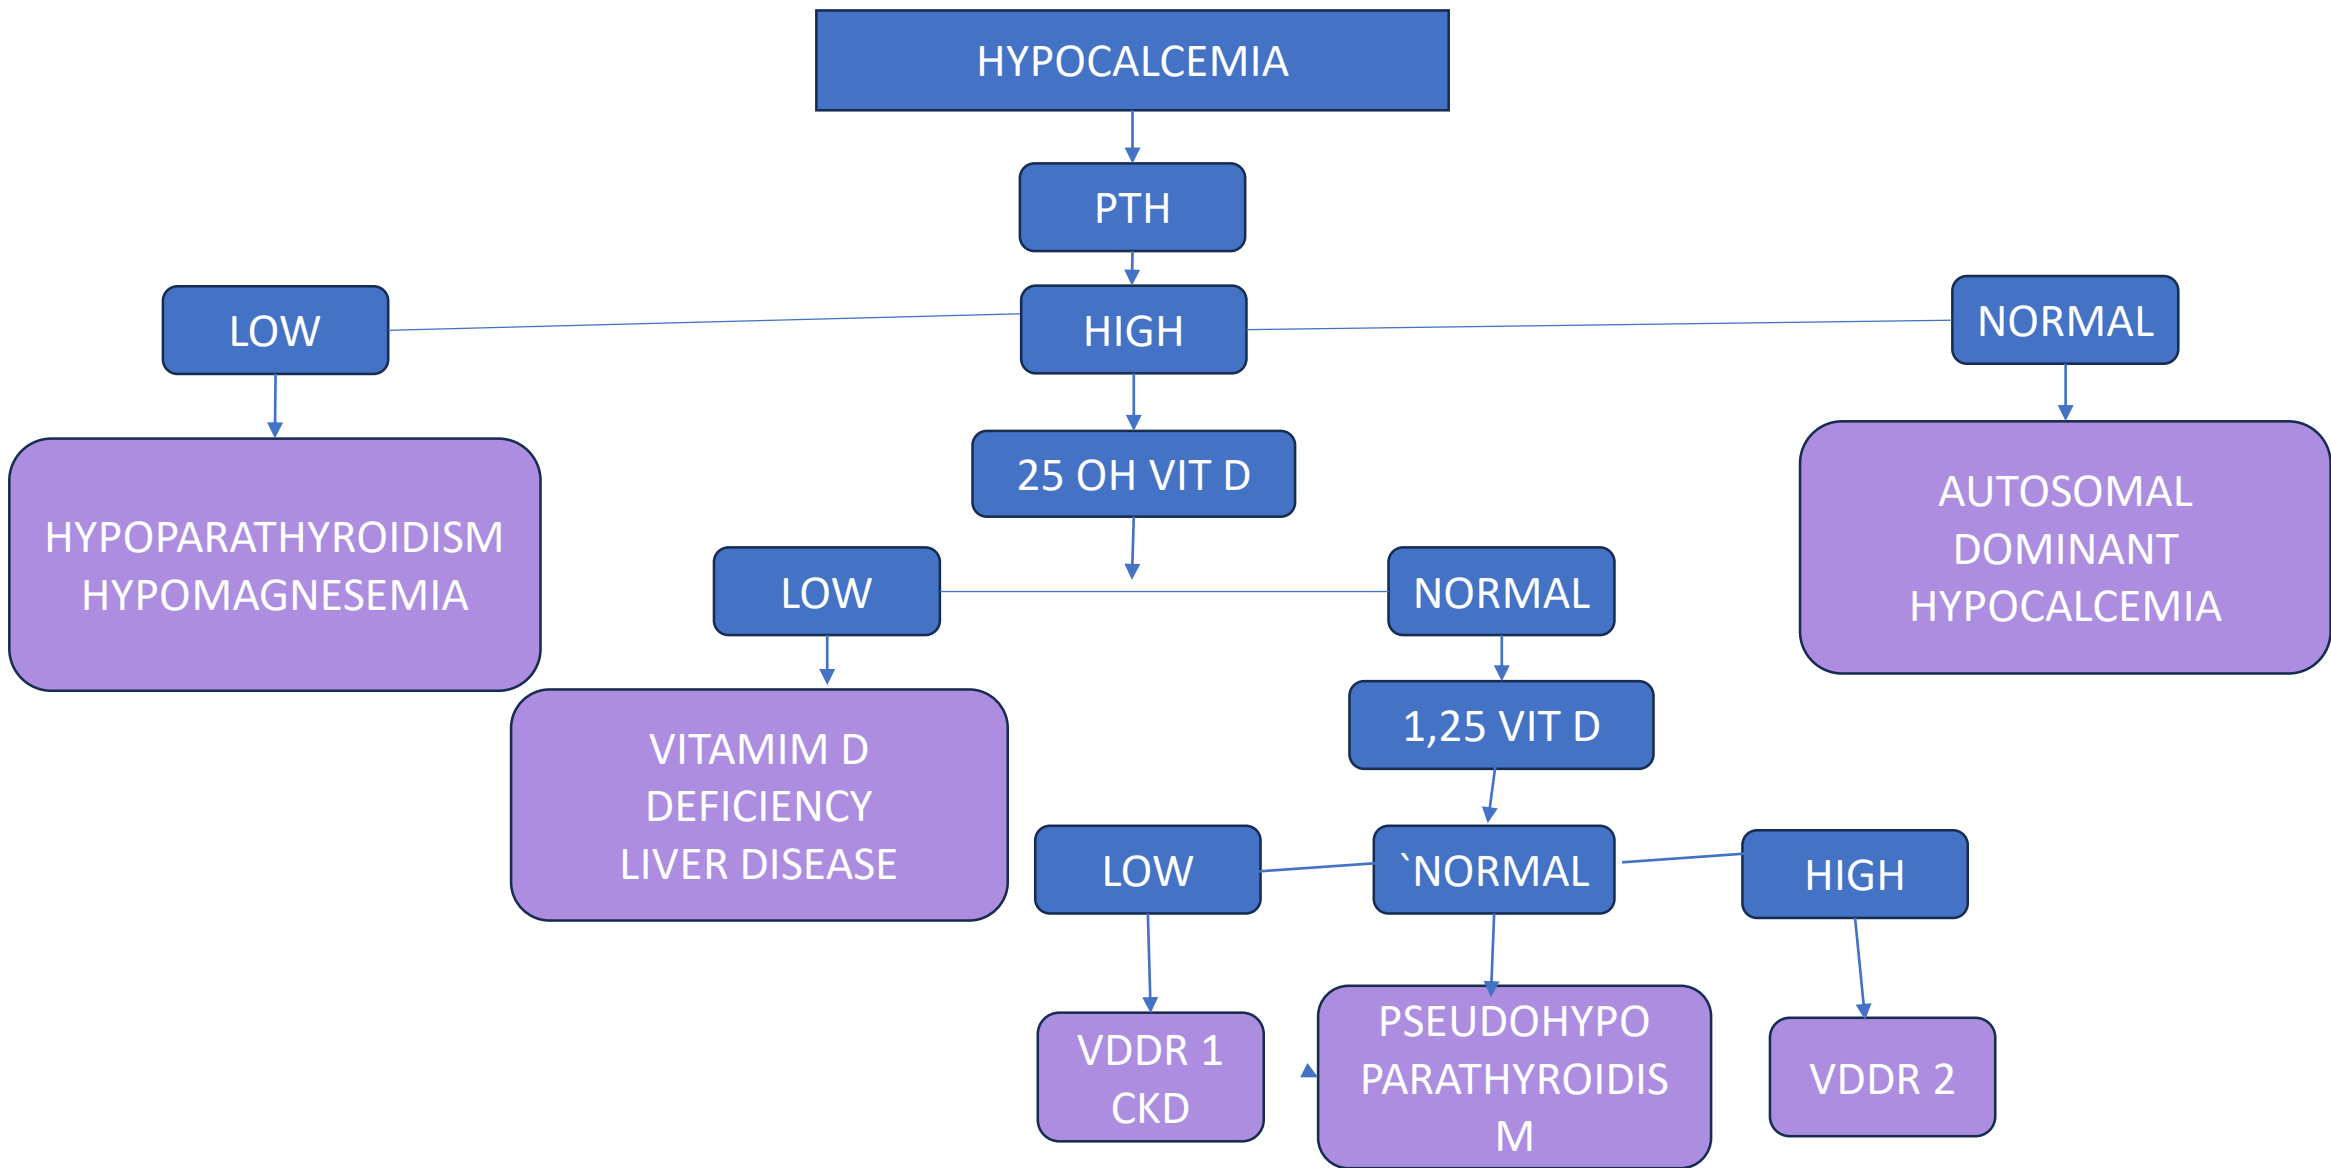 HYPOCALCEMIA
PTH
LOW
HIGH
NORMAL
25 OH VIT D
HYPOPARATHYROIDISM
HYPOMAGNESEMIA
AUTOSOMAL
DOMINANT
HYPOCALCEMIA
LOW
NORMAL
VITAMIM D
DEFICIENCY
LIVER DISEASE
1,25 VIT D
LOW
`NORMAL
HIGH
VDDR 1
CKD
PSEUDOHYPO
PARATHYROIDIS
M
VDDR 2